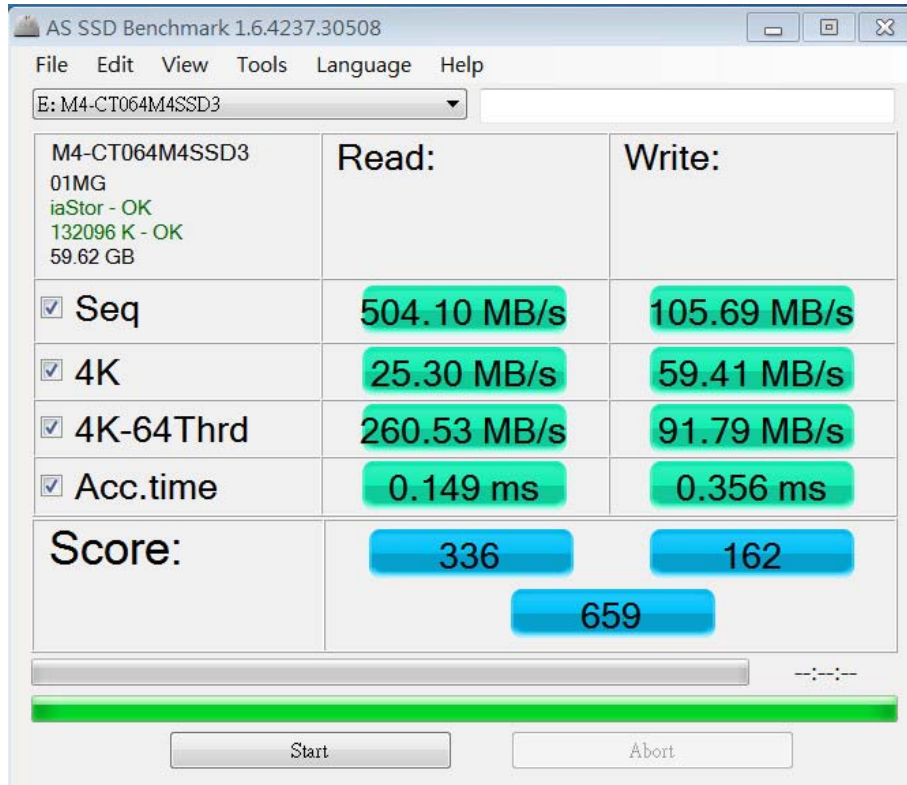 AS SSD Benchmark 1.6.4237.30508
File Edit View Tools Language Help
E: M4-CT064M4SSD3
M4-CT064M4SSD3
01MG
iaStor - OK
132096 K - OK
59.62 GB
Read: Write:
Seq 504.10 MB/s 105.69 MB/s
4K 25.30 MB/s 59.41 MB/s
4K-64Thrd 260.53 MB/s 91.79 MB/s
Acc.time 0.149 ms 0.356 ms
Score: 336 162
659
--:--:--
Start Abort